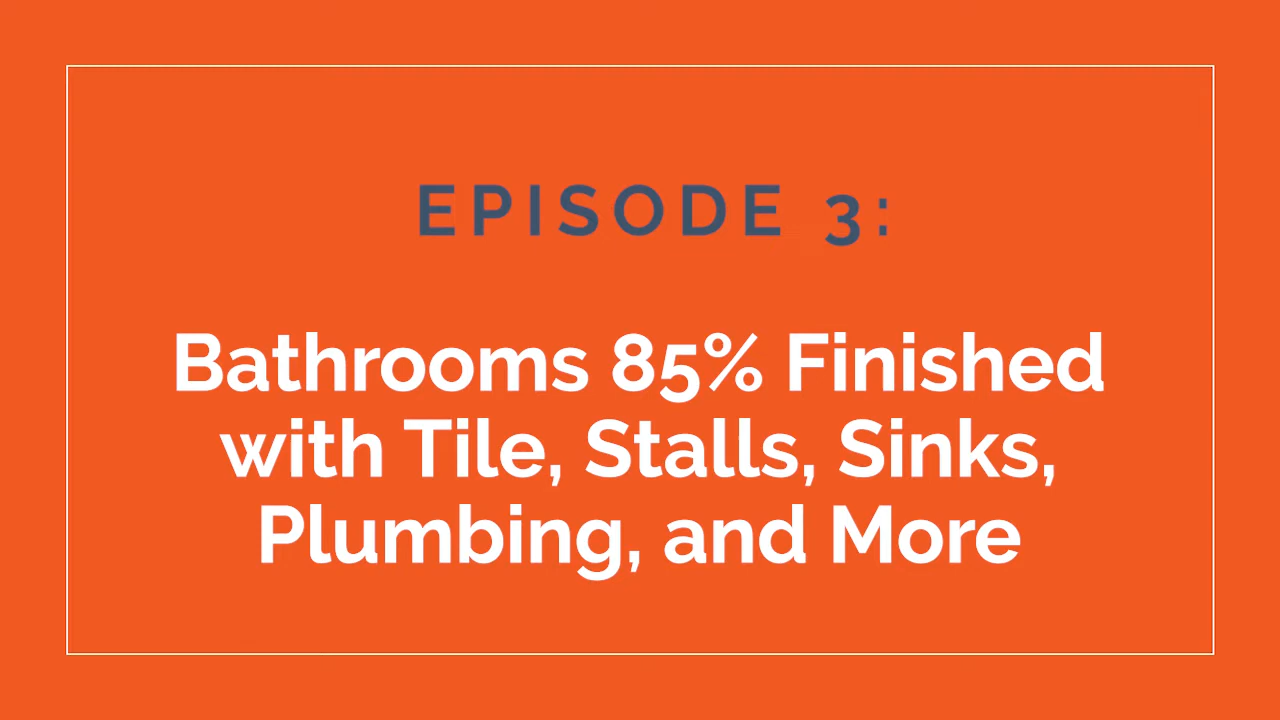 EPISODE 3:
Bathrooms 85% Finished
with Tile, Stalls, Sinks,
Plumbing, and More